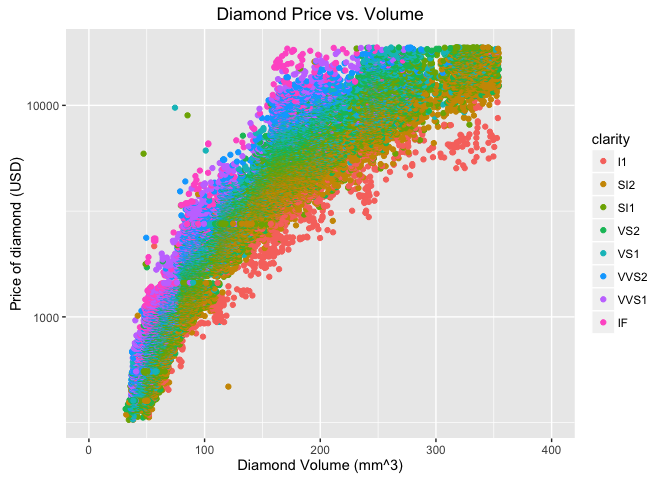 Diamond Price vs. Volume
Price of diamond (USD)
10000
1000
0
100
200
300
400
Diamond Volume (mm^3)
clarity
I1
SI2
SI1
VS2
VS1
VVS2
VVS1
IF